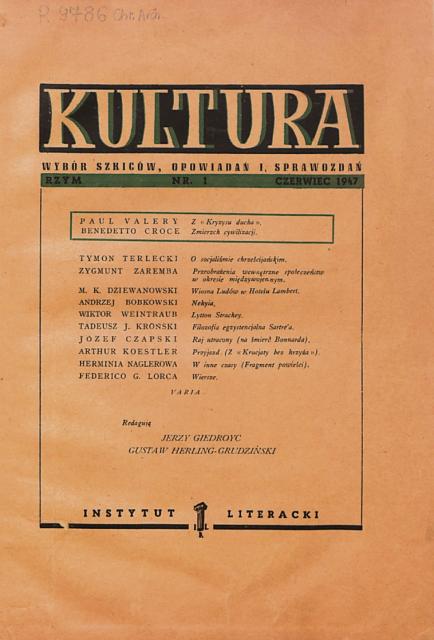 P. 9786 Chr. Arch.
KULTURA
WYBÓR SZKICÓW, OPOWIADAŃ I, SPRAWOZDAŃ
RZYM NR. 1 CZERWIEC 1947
PAUL VALERY Z « Kryzysu ducha ».
BENEDETTO CROCE Zmierzch cywilizacji.
TYMON TERLECKI O socjaliźmie chrześcijańskim.
ZYGMUNT ZAREMBA Przeobrażenia wewnętrzne społeczeństw
w okresie międzywojennym.
M. K. DZIEWANOWSKI Wiosna Ludów w Hotelu Lambert.
ANDRZEJ BOBKOWSKI Nekyia.
WIKTOR WEINTRAUB Lytton Strachey.
TADEUSZ J. KROŃSKI Filozofia egzystencjalna Sartre'a.
JÓZEF CZAPSKI Raj utracony (na śmierć Bonnarda).
ARTHUR KOESTLER Przyjazd. (Z « Krucjaty bez krzyża »).
HERMINIA NAGLEROWA W inne czasy (Fragment powieści).
FEDERICO G. LORCA Wiersze.
VARIA
Redagują
JERZY GIEDROYC
GUSTAW HERLING-GRUDZIŃSKI
INSTYTUT LITERACKI